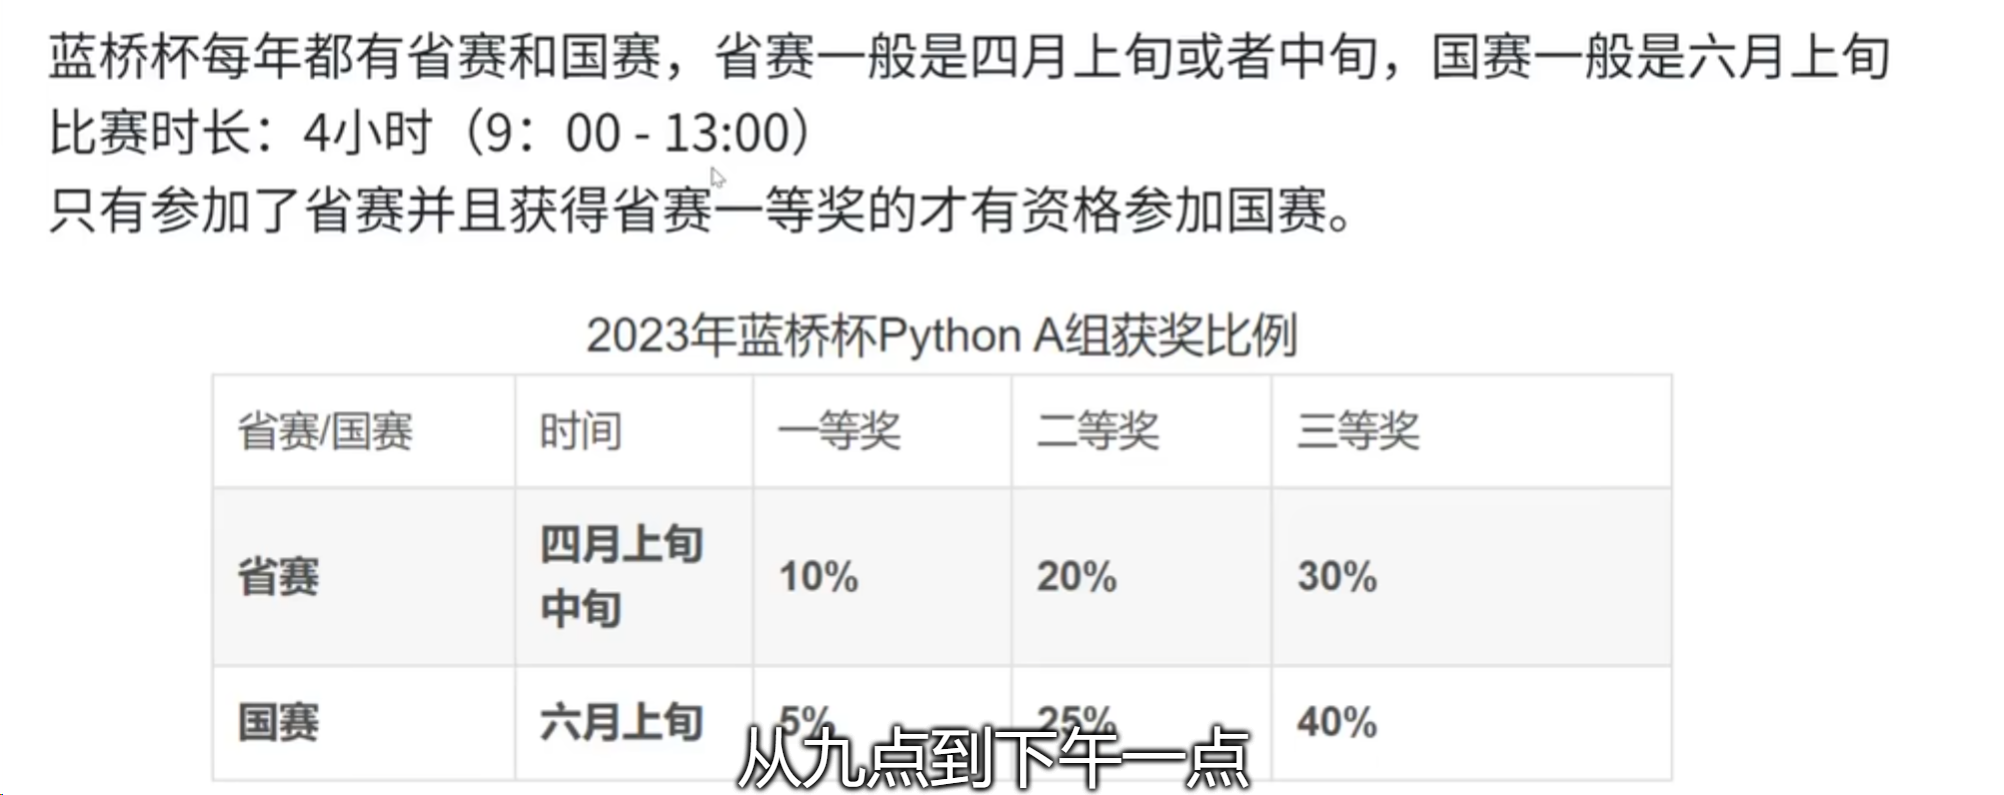 蓝桥杯每年都有省赛和国赛，省赛一般是四月上旬或者中旬，国赛一般是六月上旬
比赛时长：4小时（9：00 - 13:00）
只有参加了省赛并且获得省赛一等奖的才有资格参加国赛。
2023年蓝桥杯Python A组获奖比例
省赛/国赛 时间 一等奖 二等奖 三等奖
省赛 四月上旬 10% 20% 30%
中旬
国赛 六月上旬 5% 25% 40%
从九点到下午一点